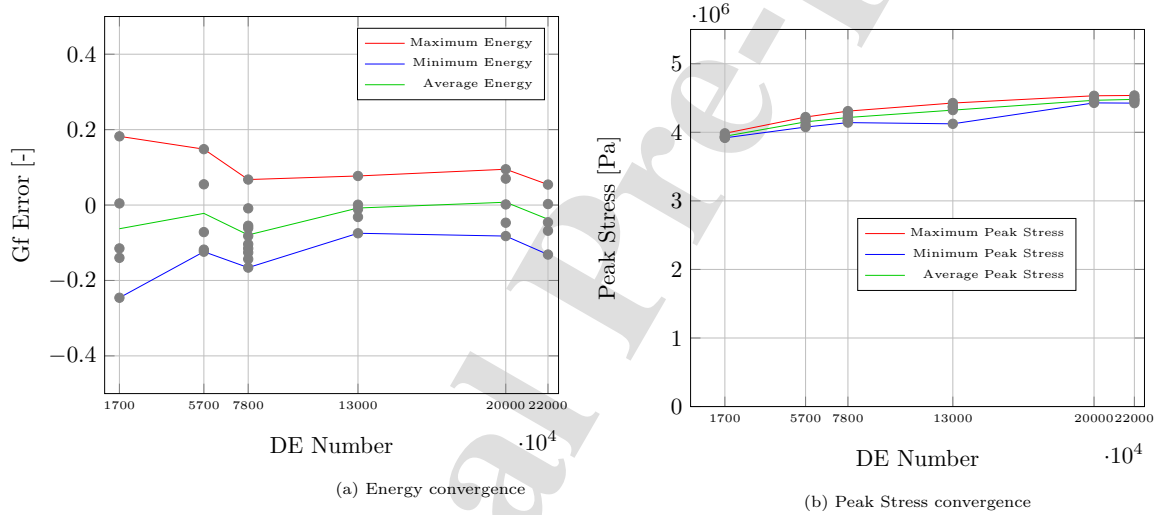 0.4
0.2
0
−0.2
−0.4
Gf Error [-]
Maximum Energy
Minimum Energy
Average Energy
1700
5700
7800
13000
20000
22000
DE Number
·10^4
(a) Energy convergence
·10^6
5
6
4
3
2
1
0
Peak Stress [Pa]
Maximum Peak Stress
Minimum Peak Stress
Average Peak Stress
1700
5700
7800
13000
20000
22000
DE Number
·10^4
(b) Peak Stress convergence
al Pre-